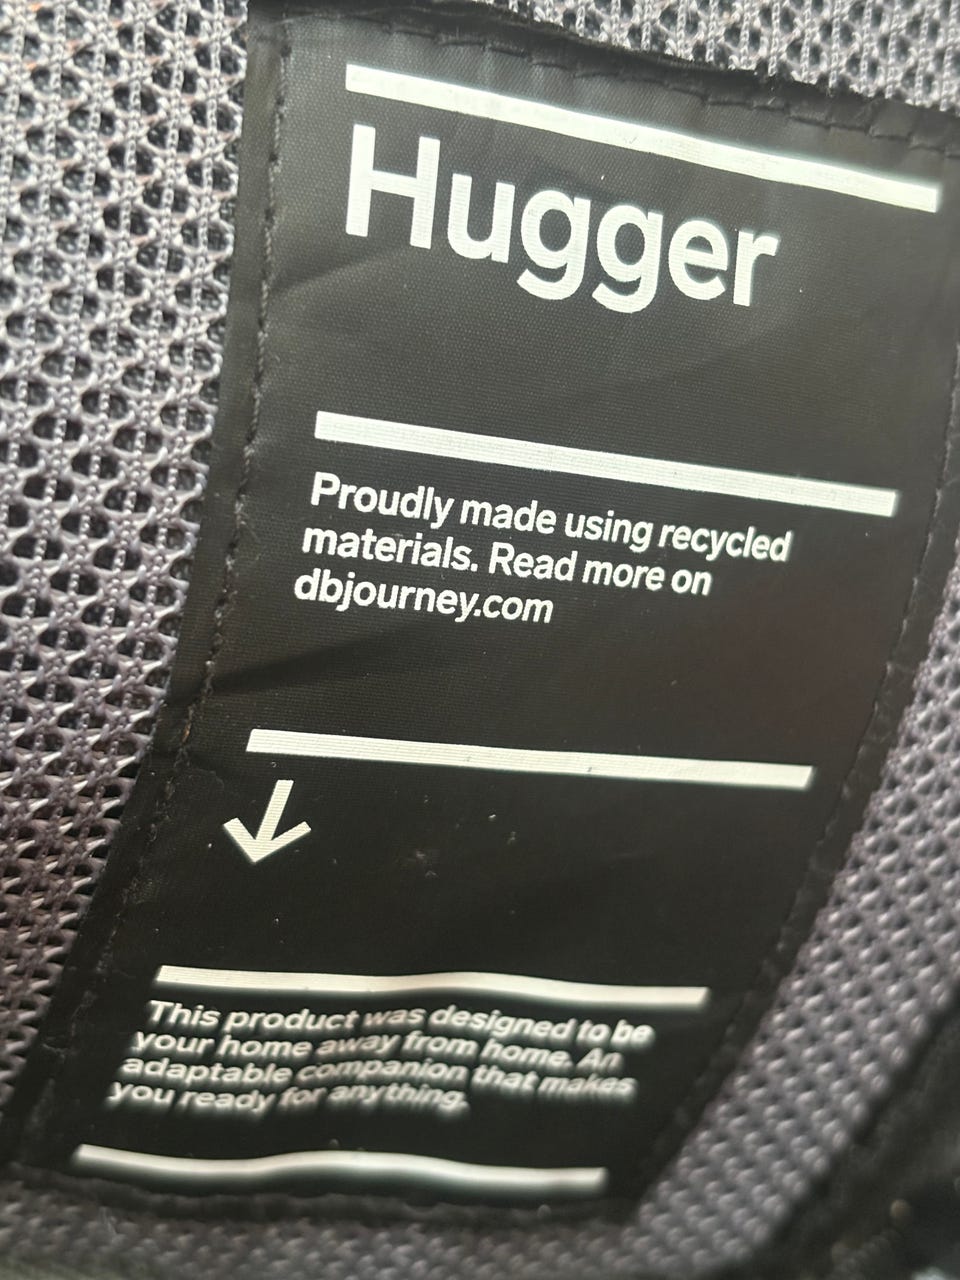 Hugger
Proudly made using recycled
materials. Read more on
dbjourney.com
This product was designed to be
your home away from home. An
adaptable companion that makes
you ready for anything.